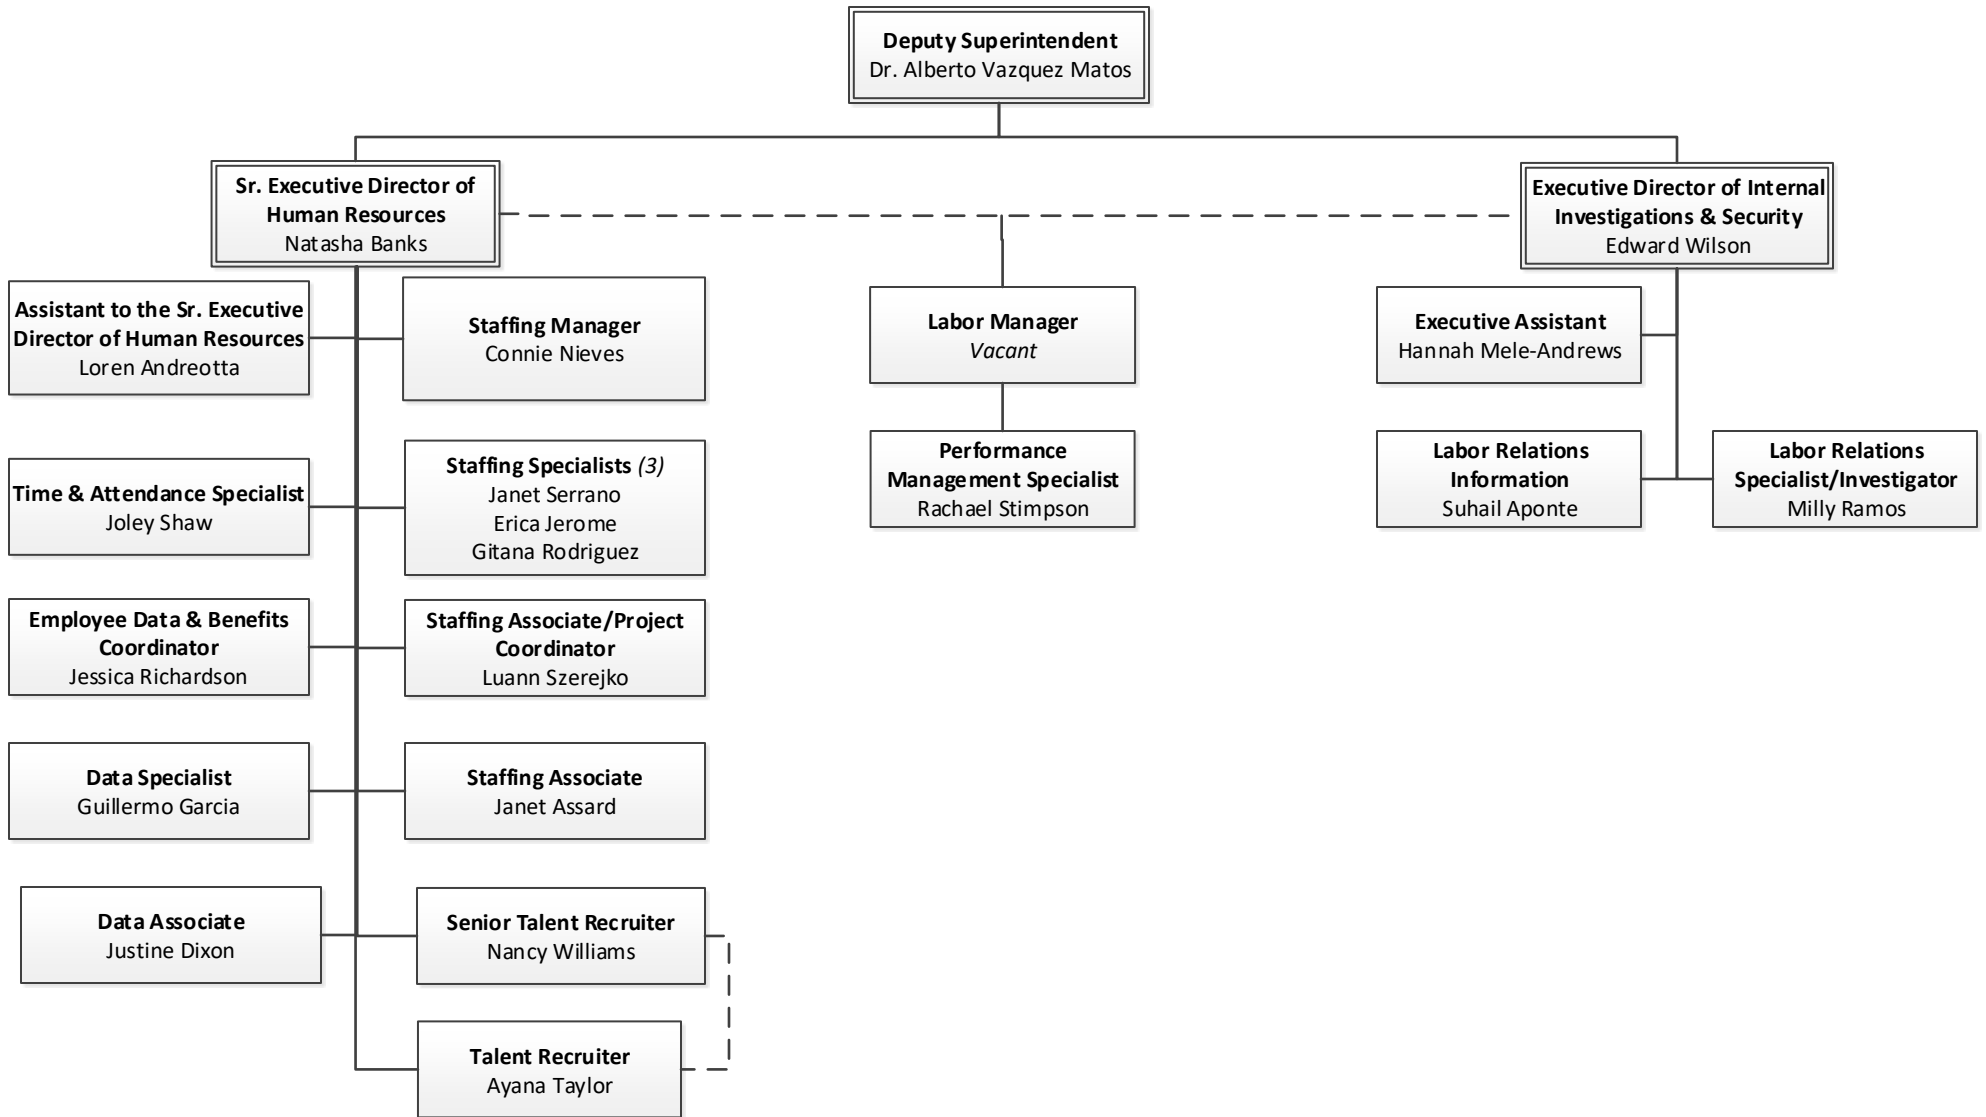 Deputy Superintendent
Dr. Alberto Vazquez Matos
Sr. Executive Director of
Human Resources
Natasha Banks
Executive Director of Internal
Investigations & Security
Edward Wilson
Assistant to the Sr. Executive
Director of Human Resources
Loren Andreotta
Staffing Manager
Connie Nieves
Labor Manager
Vacant
Executive Assistant
Hannah Mele-Andrews
Time & Attendance Specialist
Joley Shaw
Staffing Specialists (3)
Janet Serrano
Erica Jerome
Gitana Rodriguez
Performance
Management Specialist
Rachael Stimpson
Labor Relations
Information
Suhail Aponte
Labor Relations
Specialist/Investigator
Milly Ramos
Employee Data & Benefits
Coordinator
Jessica Richardson
Staffing Associate/Project
Coordinator
Luann Szerejko
Data Specialist
Guillermo Garcia
Staffing Associate
Janet Assard
Data Associate
Justine Dixon
Senior Talent Recruiter
Nancy Williams
Talent Recruiter
Ayana Taylor